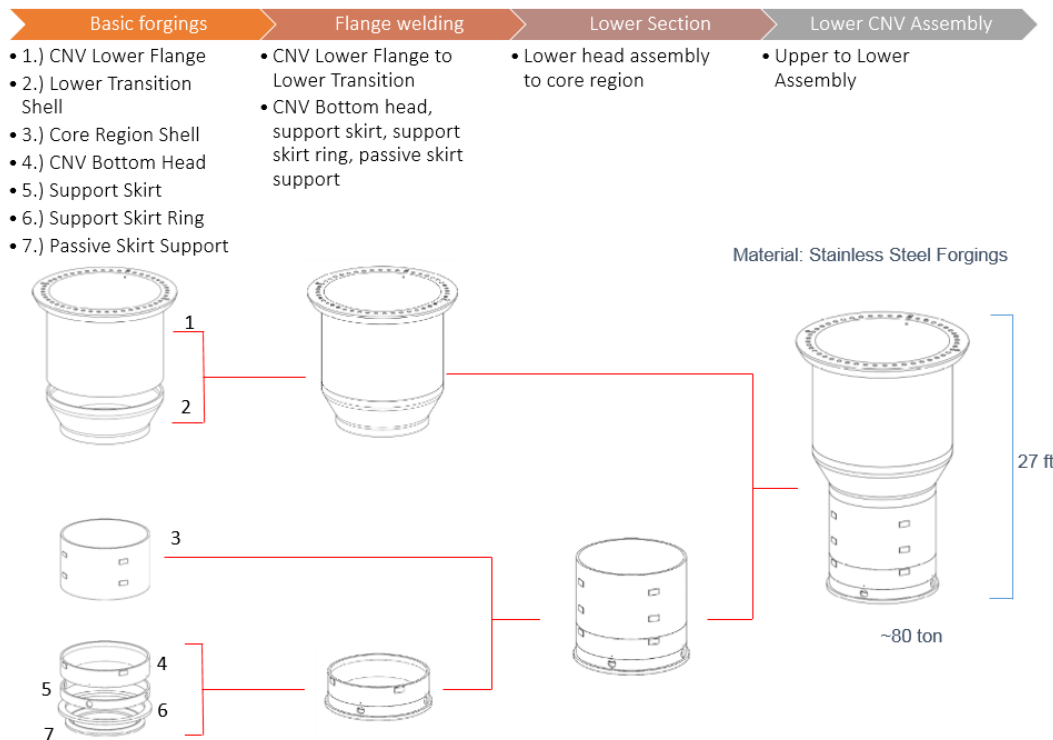 Basic forgings
Flange welding
Lower Section
Lower CNV Assembly
• 1.) CNV Lower Flange
• 2.) Lower Transition
Shell
• 3.) Core Region Shell
• 4.) CNV Bottom Head
• 5.) Support Skirt
• 6.) Support Skirt Ring
• 7.) Passive Skirt Support
• CNV Lower Flange to
Lower Transition
• CNV Bottom head,
support skirt, support
skirt ring, passive skirt
support
• Lower head assembly
to core region
• Upper to Lower
Assembly
Material: Stainless Steel Forgings
1
2
3
4
5
6
7
27 ft
~80 ton